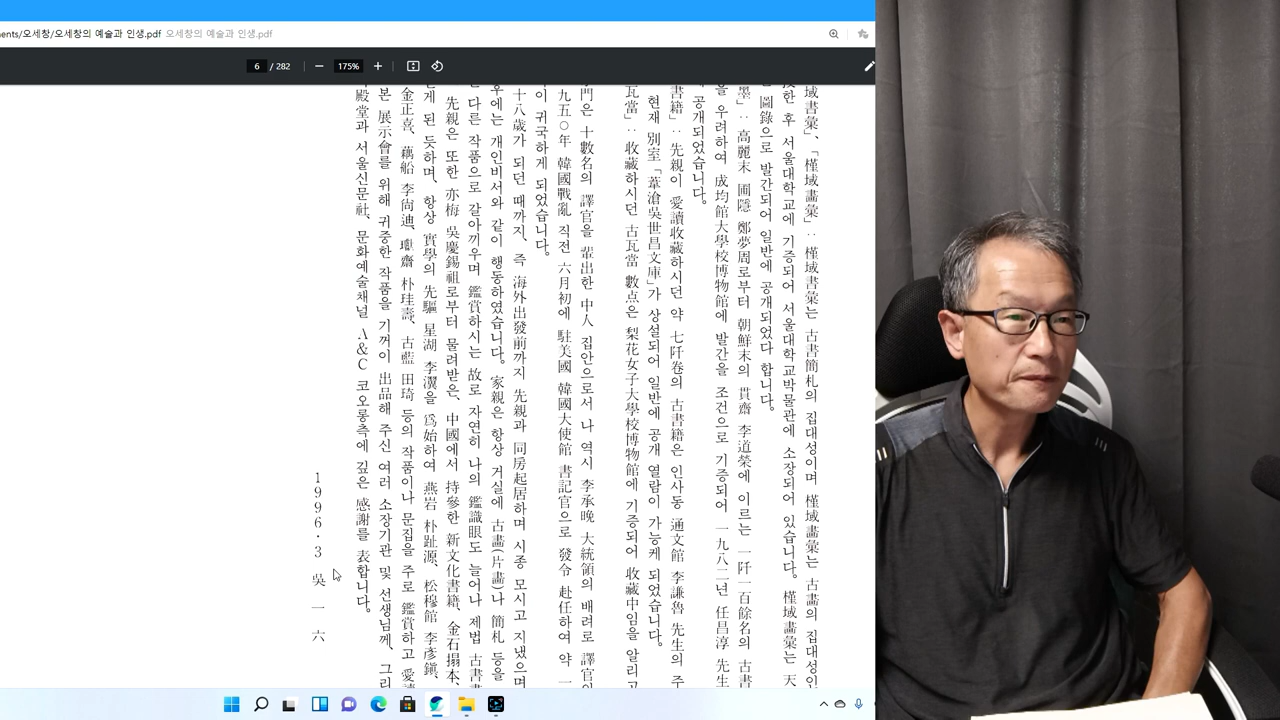 ents/오세창/오세창의 예술과 인생.pdf 오세창의 예술과 인생.pdf
6 / 282 175%
域書彙」、「槿域畵彙」: 槿域書彙는 古書簡札의 집대성이며 槿域畵彙는 古畵의 집대성인
한 후 서울대학교에 기증되어 서울대학교박물관에 소장되어 있습니다. 槿域畵彙는 天
圖錄으로 발간되어 일반에 공개되었다 합니다.
墨」: 高麗末 圃隱 鄭夢周로부터 朝鮮末의 貫齋 李道榮에 이르는 一阡一百餘名의 古書
을 우려하여 成均館大學校博物館에 발간을 조건으로 기증되어 一九八二년 任昌淳 先生
공개되었습니다.
書籍」: 先親이 愛讀收藏하시던 약 七阡卷의 古書籍은 인사동 通文館 李謙魯 先生의 주
현재 別室「葦滄吳世昌文庫」가 상설되어 일반에 공개 열람이 가능케 되었습니다.
瓦當」: 收藏하시던 古瓦當 數点은 梨花女子大學校博物館에 기증되어 收藏中임을 알리고
門은 十數名의 譯官을 輩出한 中人 집안으로서 나 역시 李承晩 大統領의 배려로 譯官의
九五○年 韓國戰亂 직전 六月初에 駐美國 韓國大使館 書記官으로 發令 赴任하여 약 一
이 귀국하게 되었습니다.
十八歲가 되던 때까지, 즉 海外出發前까지 先親과 同房起居하며 시종 모시고 지냈으며
후에는 개인비서와 같이 행동하였습니다. 家親은 항상 거실에 古畵(片畵)나 簡札 등을
다른 작품으로 갈아끼우며 鑑賞하시는 故로 자연히 나의 鑑識眼도 늘어나 제법 古書畵
先親은 또한 亦梅 吳慶錫祖로부터 물려받은, 中國에서 持參한 新文化書籍, 金石搨本,
게 된 듯하며, 항상 實學의 先驅 星湖 李瀷을 爲始하여 燕岩 朴趾源, 松穆館 李彦鎭,
金正喜, 藕船 李尙迪, 瓛齋 朴珪壽, 古藍 田琦 등의 작품이나 문집을 주로 鑑賞하고 愛讀
본 展示會를 위해 귀중한 작품을 기꺼이 出品해 주신 여러 소장기관 및 선생님께, 그리
殿堂과 서울신문社, 문화예술채널 A&C 코오롱측에 깊은 感謝를 表합니다.
1996·3 吳一六